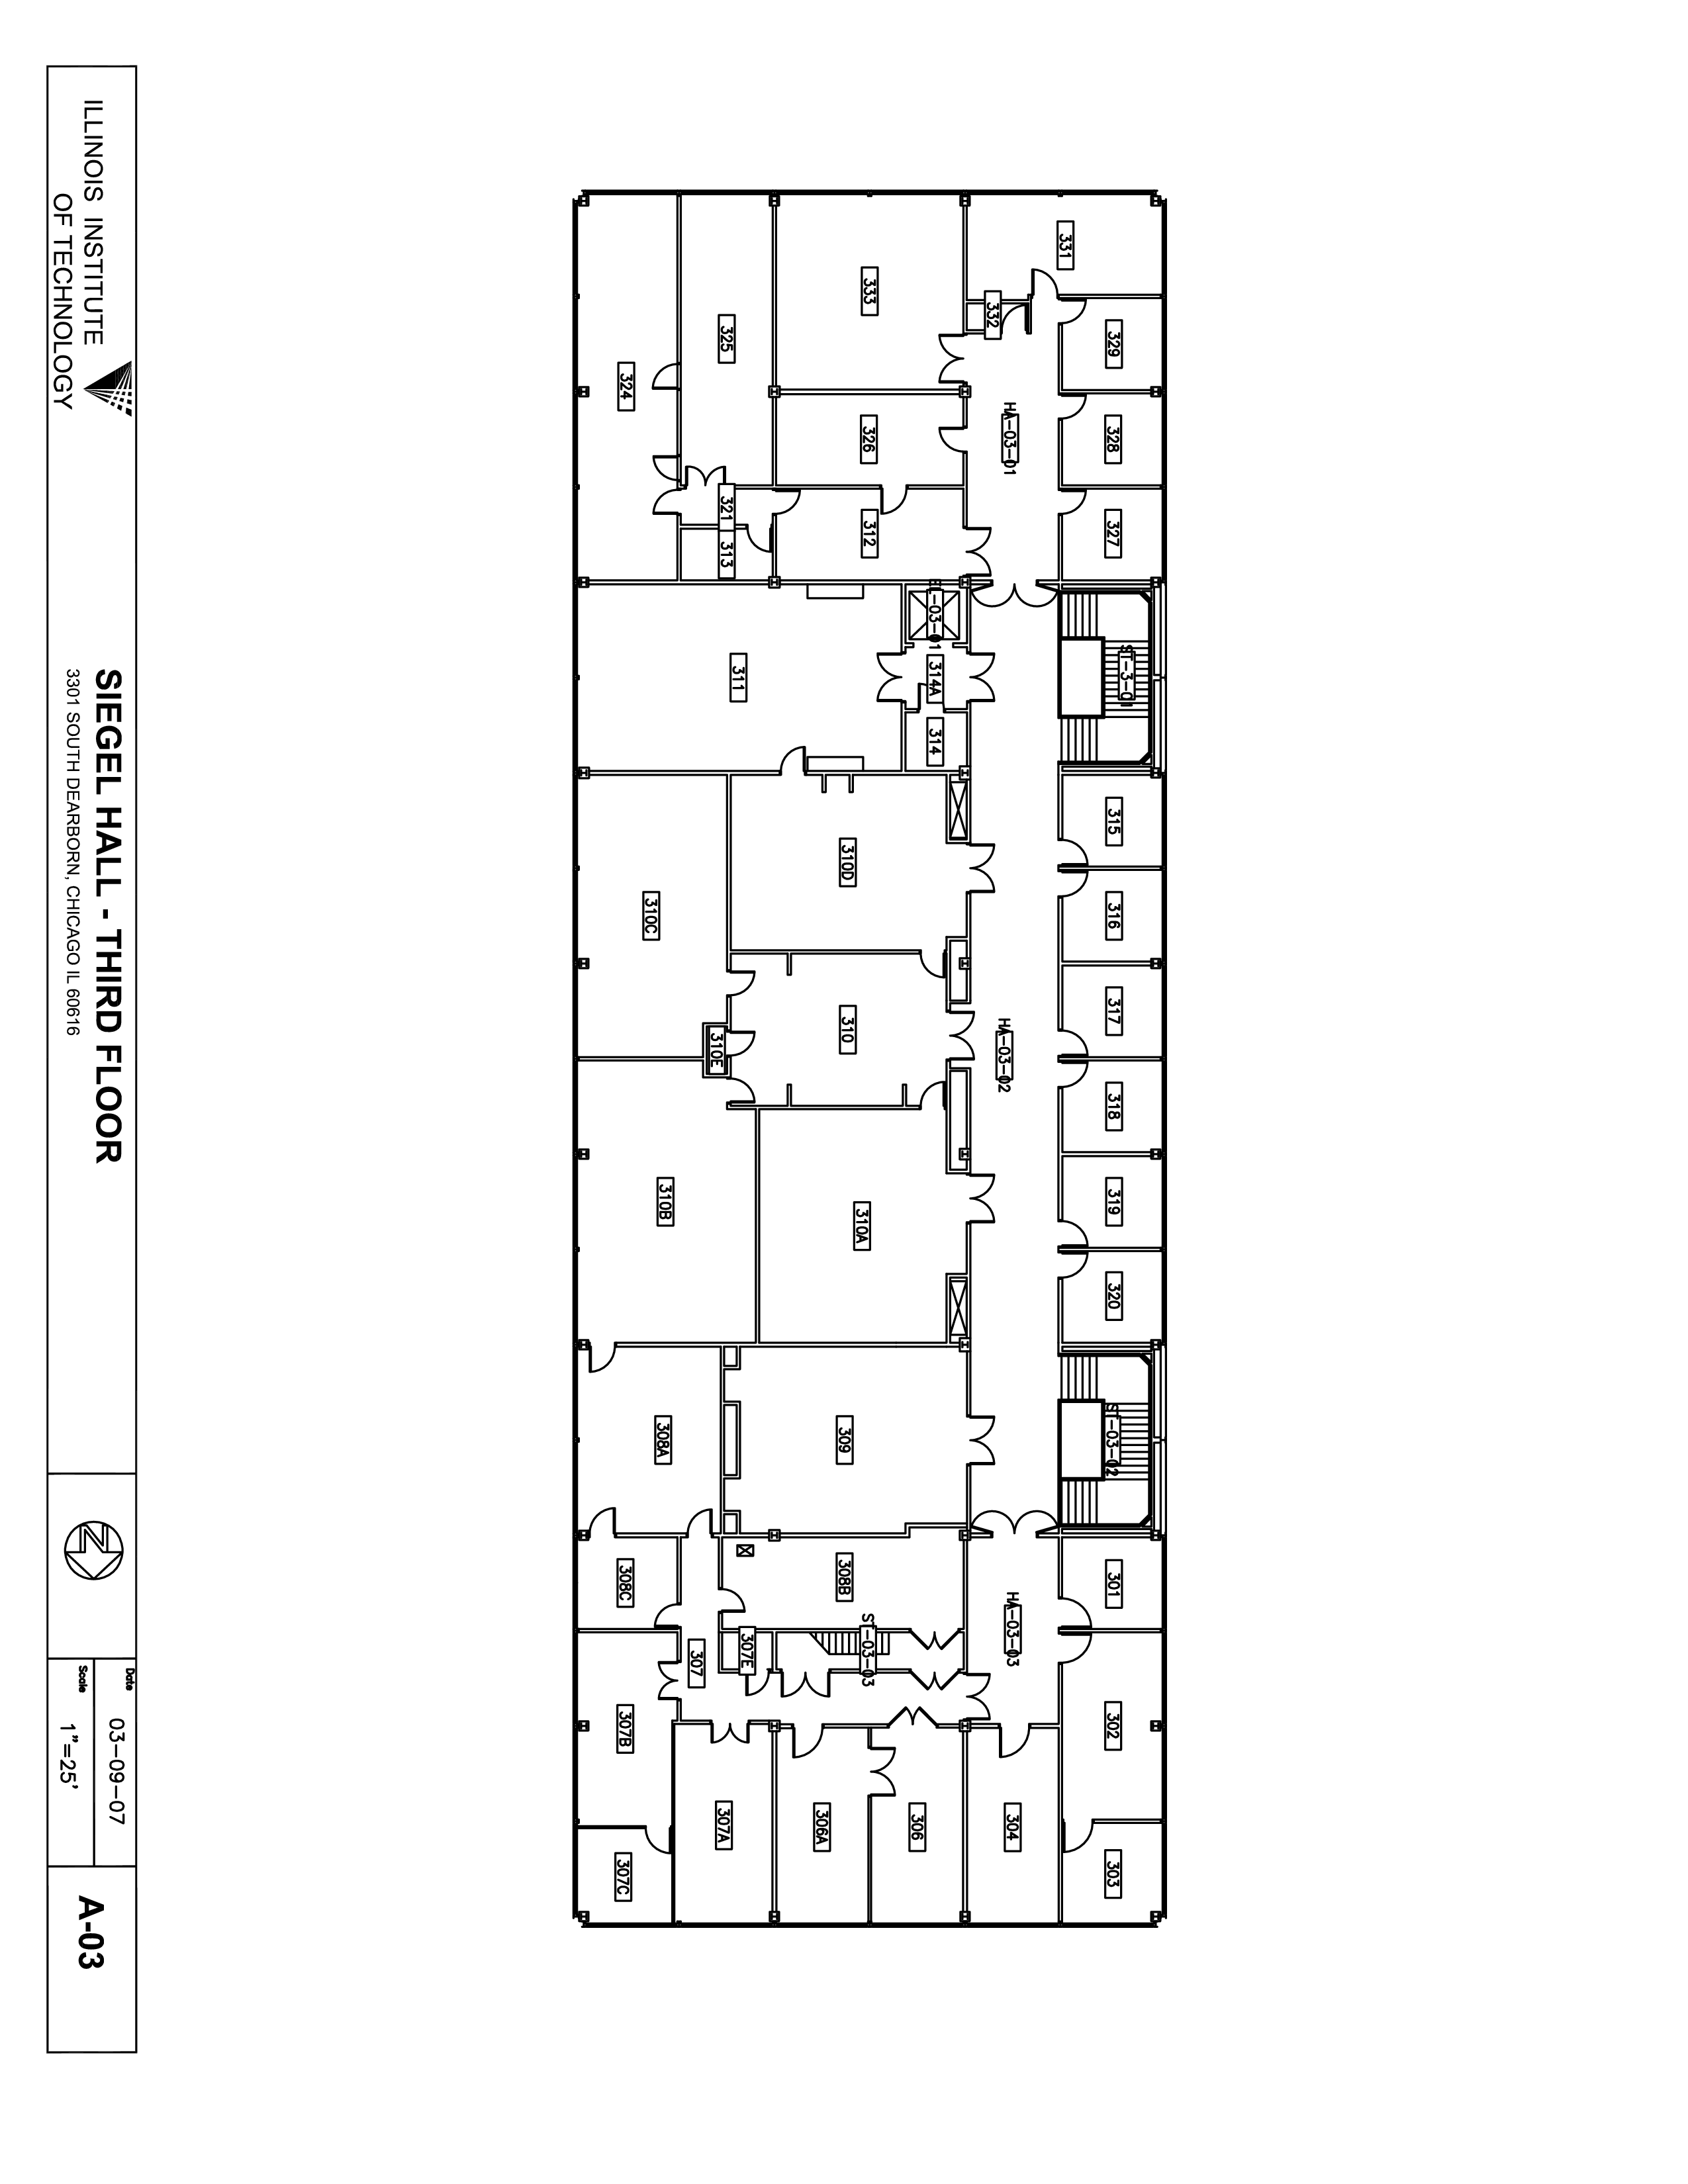 331
332
329
333
328
HA-03-01
326
325
324
327
312
321
313
ST-3-01
EL-03-01
314A
314
311
315
310D
316
310C
317
310
HA-03-02
310E
318
319
310A
310B
320
ST-03-02
309
308A
301
308B
308C
HA-03-03
ST-03-03
307E
307
302
307B
304
306
306A
307A
303
307C
ILLINOIS INSTITUTE
OF TECHNOLOGY
SIEGEL HALL - THIRD FLOOR
3301 SOUTH DEARBORN, CHICAGO IL 60616
N
Date
03-09-07
Scale
1"=25'
A-03